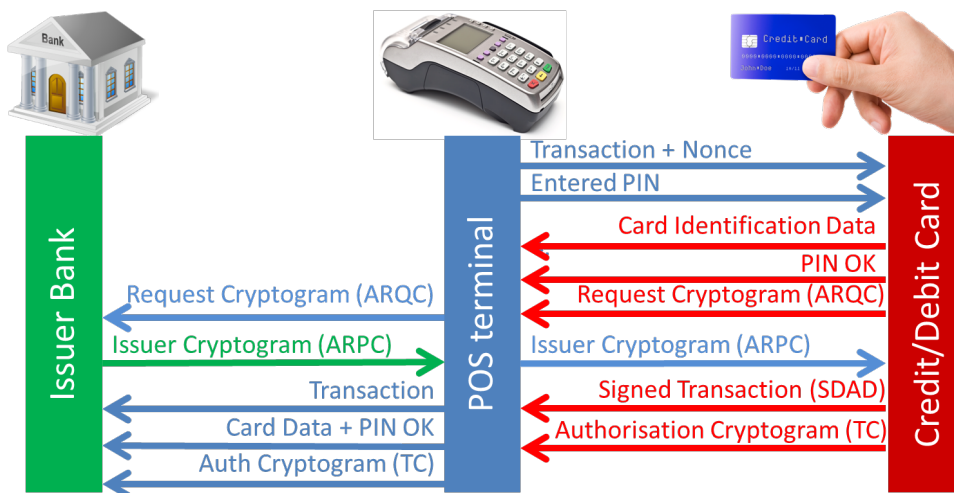 Bank
Credit*Card
John*Doe
Transaction + Nonce
Entered PIN
Card Identification Data
PIN OK
Request Cryptogram (ARQC)
Request Cryptogram (ARQC)
Issuer Cryptogram (ARPC)
Issuer Cryptogram (ARPC)
Transaction
Signed Transaction (SDAD)
Card Data + PIN OK
Authorisation Cryptogram (TC)
Auth Cryptogram (TC)
Issuer Bank
POS terminal
Credit/Debit Card